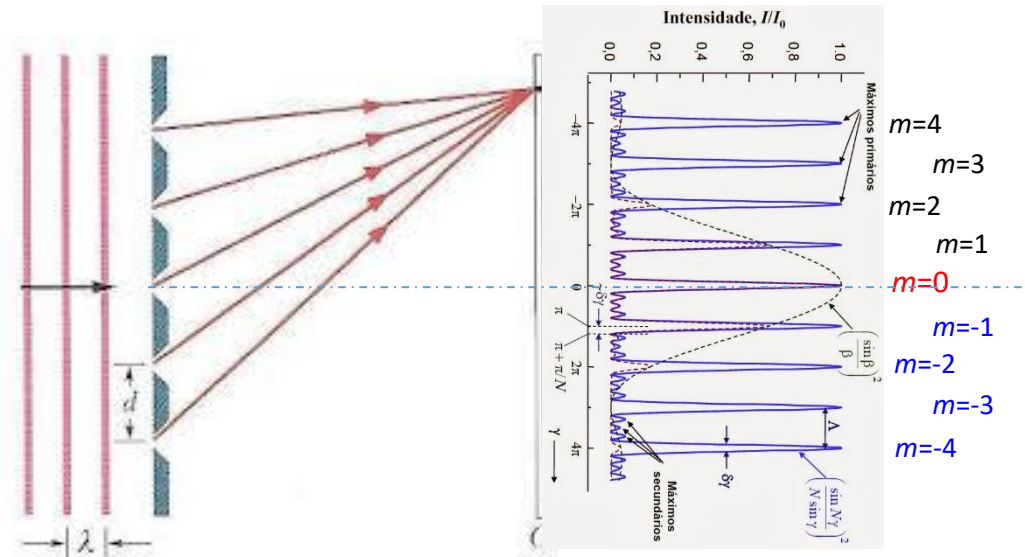 Intensidade, I/I₀
0,0
0,2
0,4
0,6
0,8
1.0
Máximos primários
-4π
-2π
0
2π
4π
δγ
π
π + π/N
γ
(sinβ/β)²
Λ
δγ
Máximos
secundários
(sin Nγ/N sin γ)²
m=4
m=3
m=2
m=1
m=0
m=-1
m=-2
m=-3
m=-4
d
λ